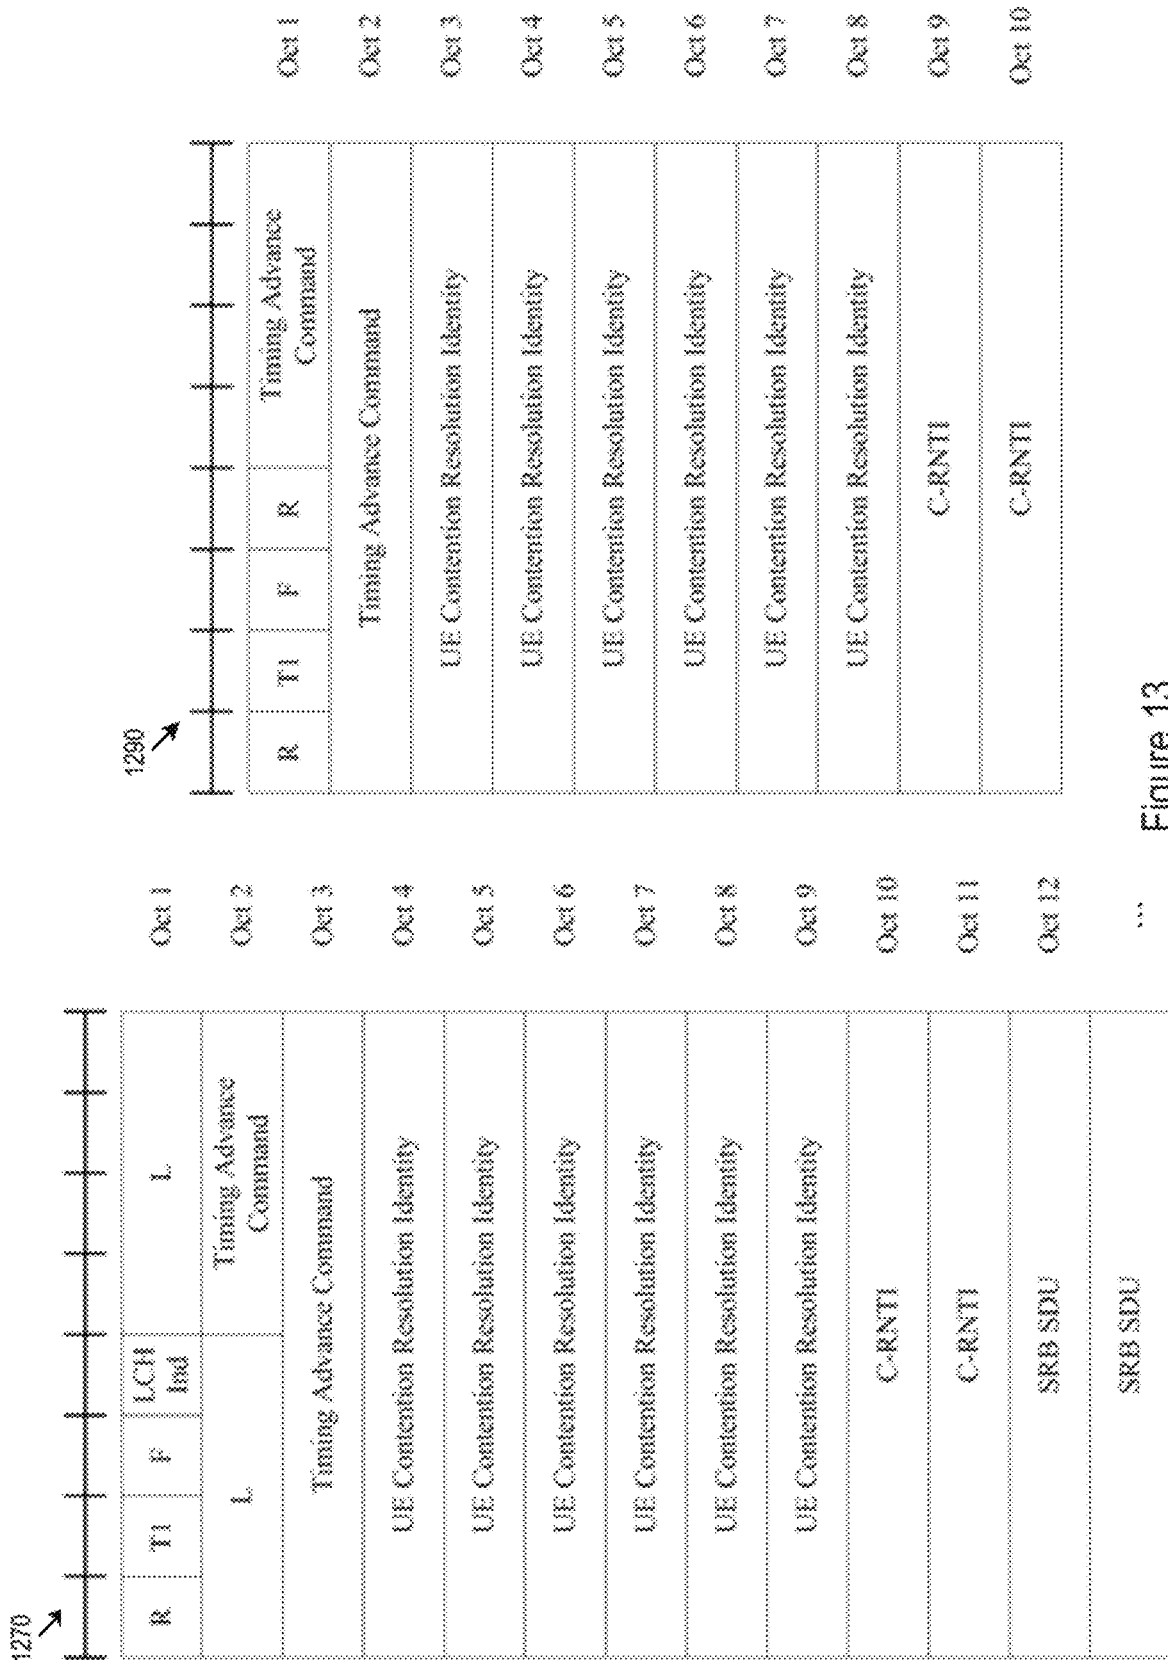 1270
R T1 F LCH Ind L Oct 1
L Timing Advance Command Oct 2
Timing Advance Command Oct 3
UE Contention Resolution Identity Oct 4
UE Contention Resolution Identity Oct 5
UE Contention Resolution Identity Oct 6
UE Contention Resolution Identity Oct 7
UE Contention Resolution Identity Oct 8
UE Contention Resolution Identity Oct 9
C-RNTI Oct 10
C-RNTI Oct 11
SRB SDU Oct 12
SRB SDU ...
1290
R T1 F R Timing Advance Command Oct 1
Timing Advance Command Oct 2
UE Contention Resolution Identity Oct 3
UE Contention Resolution Identity Oct 4
UE Contention Resolution Identity Oct 5
UE Contention Resolution Identity Oct 6
UE Contention Resolution Identity Oct 7
UE Contention Resolution Identity Oct 8
C-RNTI Oct 9
C-RNTI Oct 10
Figure 13